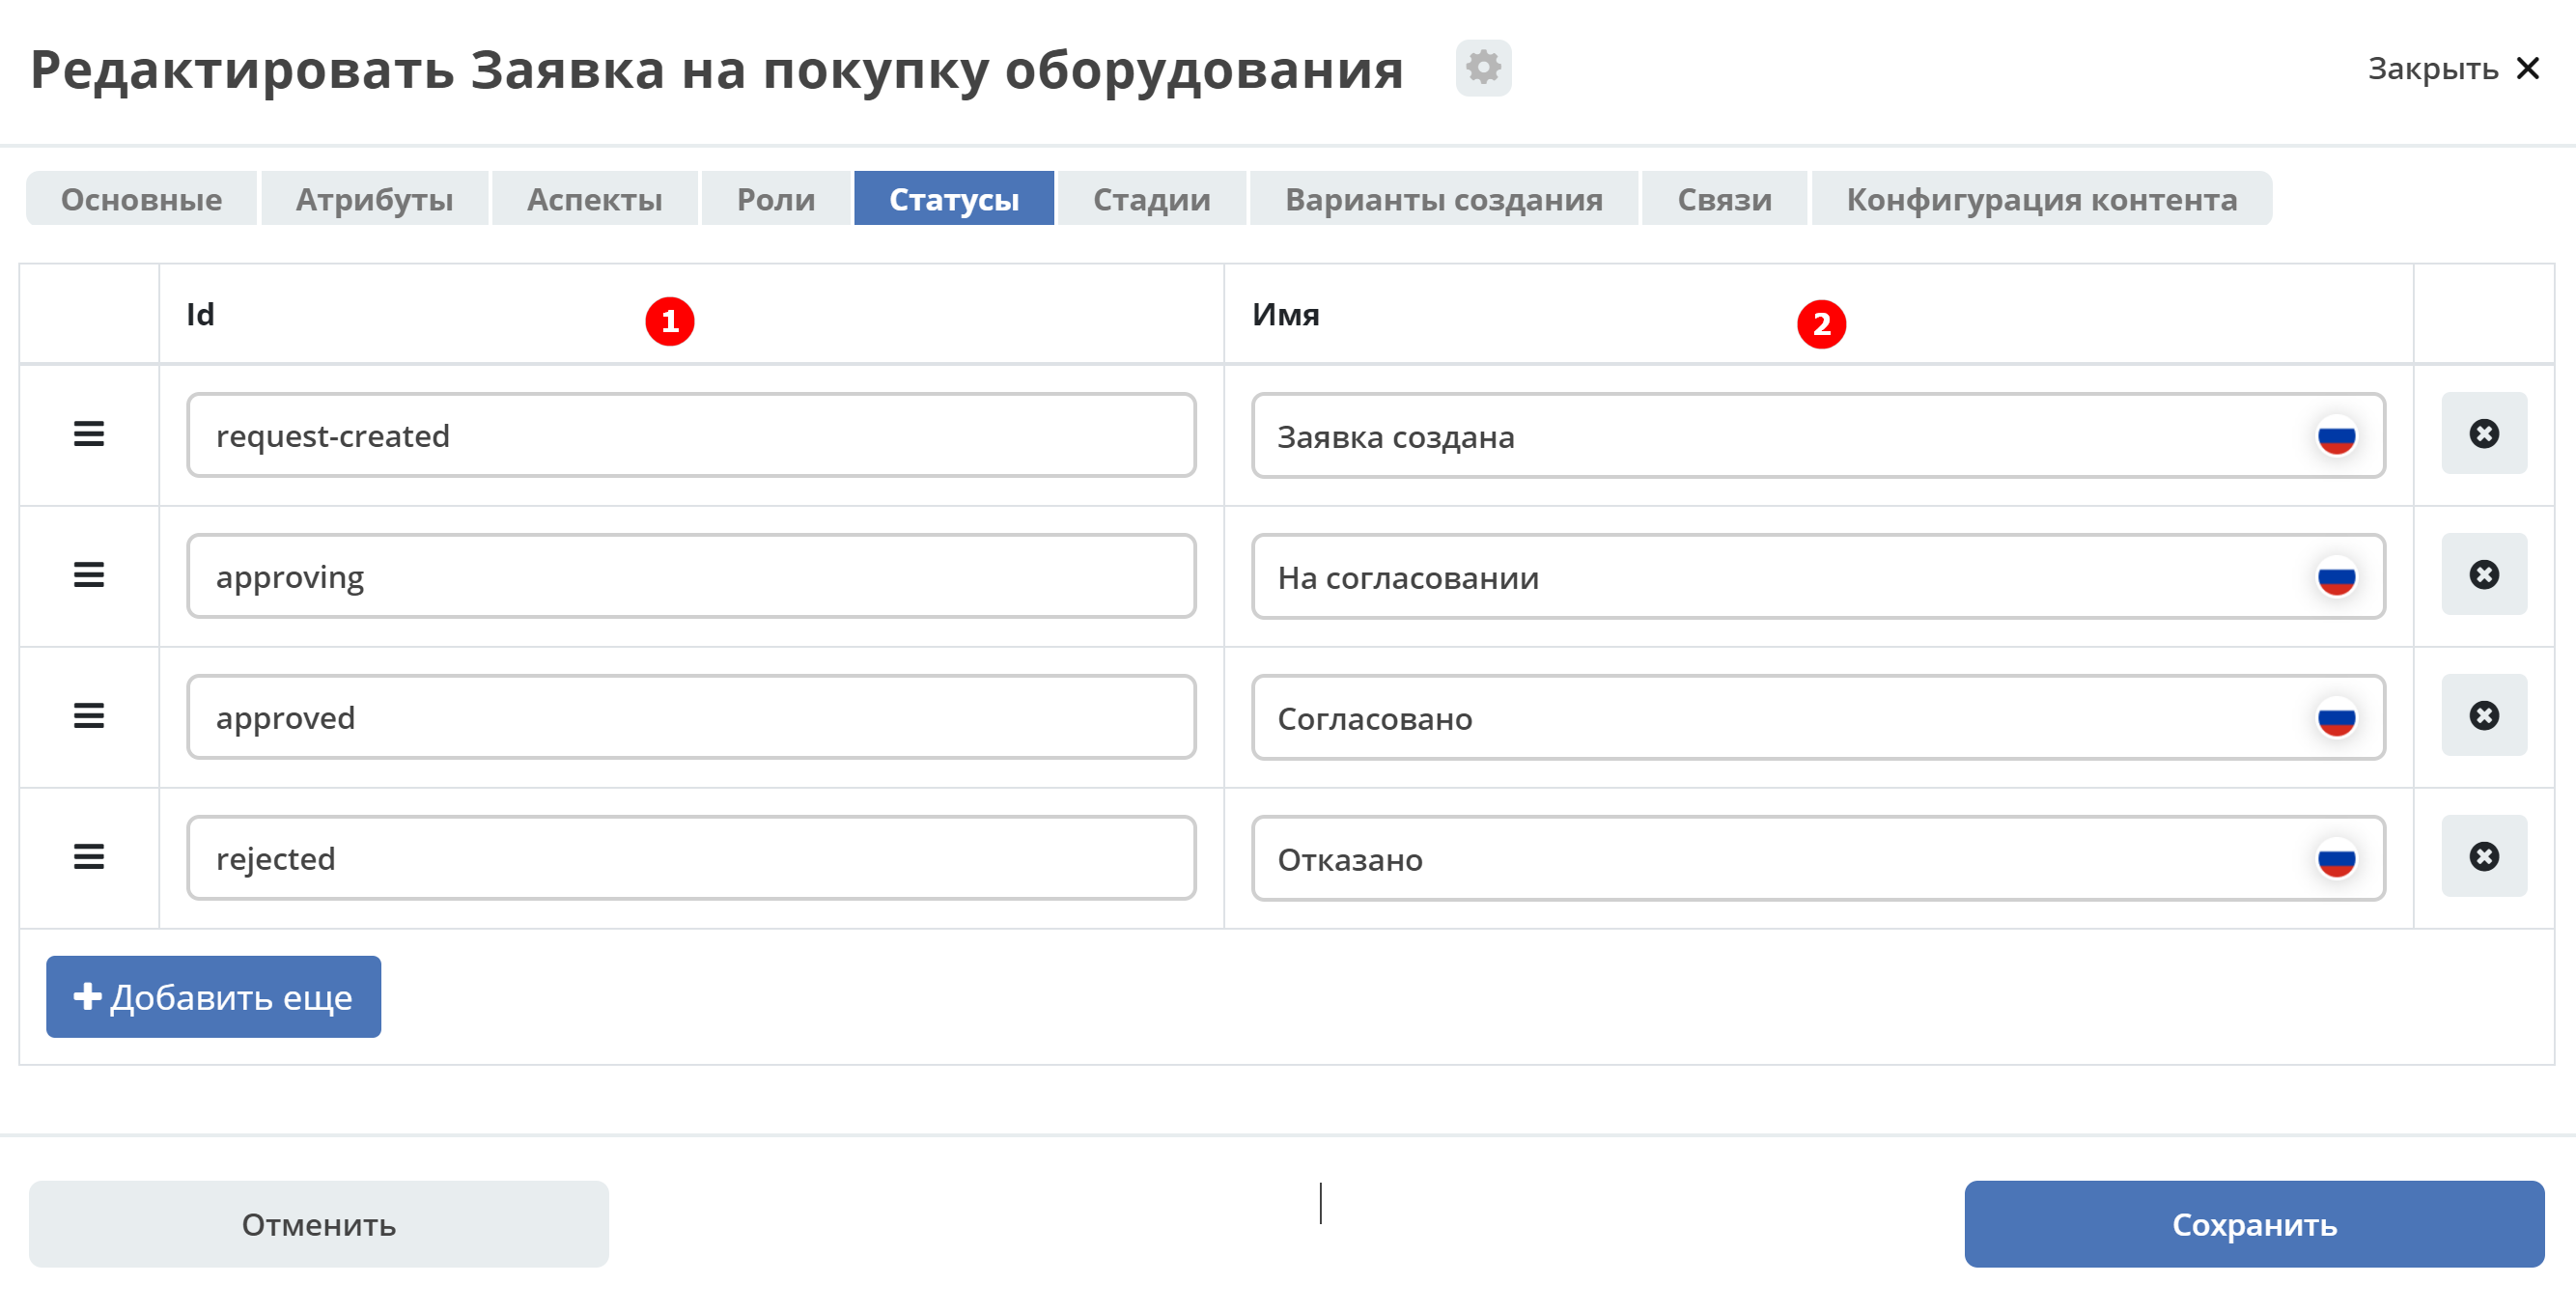 Редактировать Заявка на покупку оборудования
Закрыть
Основные Атрибуты Аспекты Роли Статусы Стадии Варианты создания Связи Конфигурация контента
Id 1 Имя 2
request-created Заявка создана
approving На согласовании
approved Согласовано
rejected Отказано
Добавить еще
Отменить Сохранить